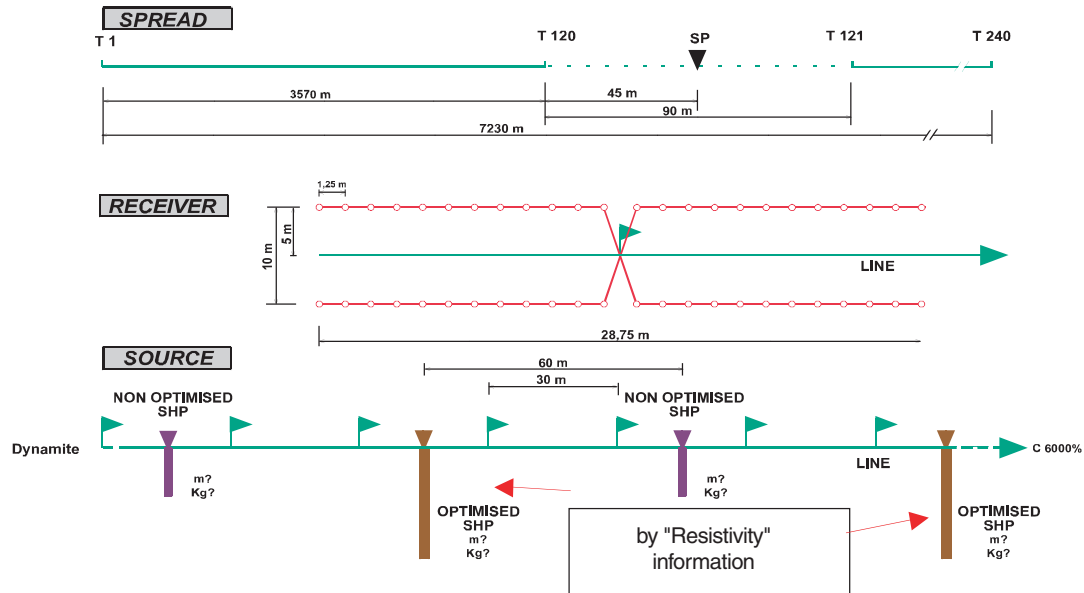 SPREAD
T 1
T 120
SP
T 121
T 240
3570 m
45 m
90 m
7230 m
1,25 m
RECEIVER
10 m
5 m
LINE
28,75 m
SOURCE
60 m
30 m
NON OPTIMISED
SHP
NON OPTIMISED
SHP
Dynamite
C 6000%
LINE
m?
Kg?
m?
Kg?
OPTIMISED
SHP
m?
Kg?
by "Resistivity"
information
OPTIMISED
SHP
m?
Kg?